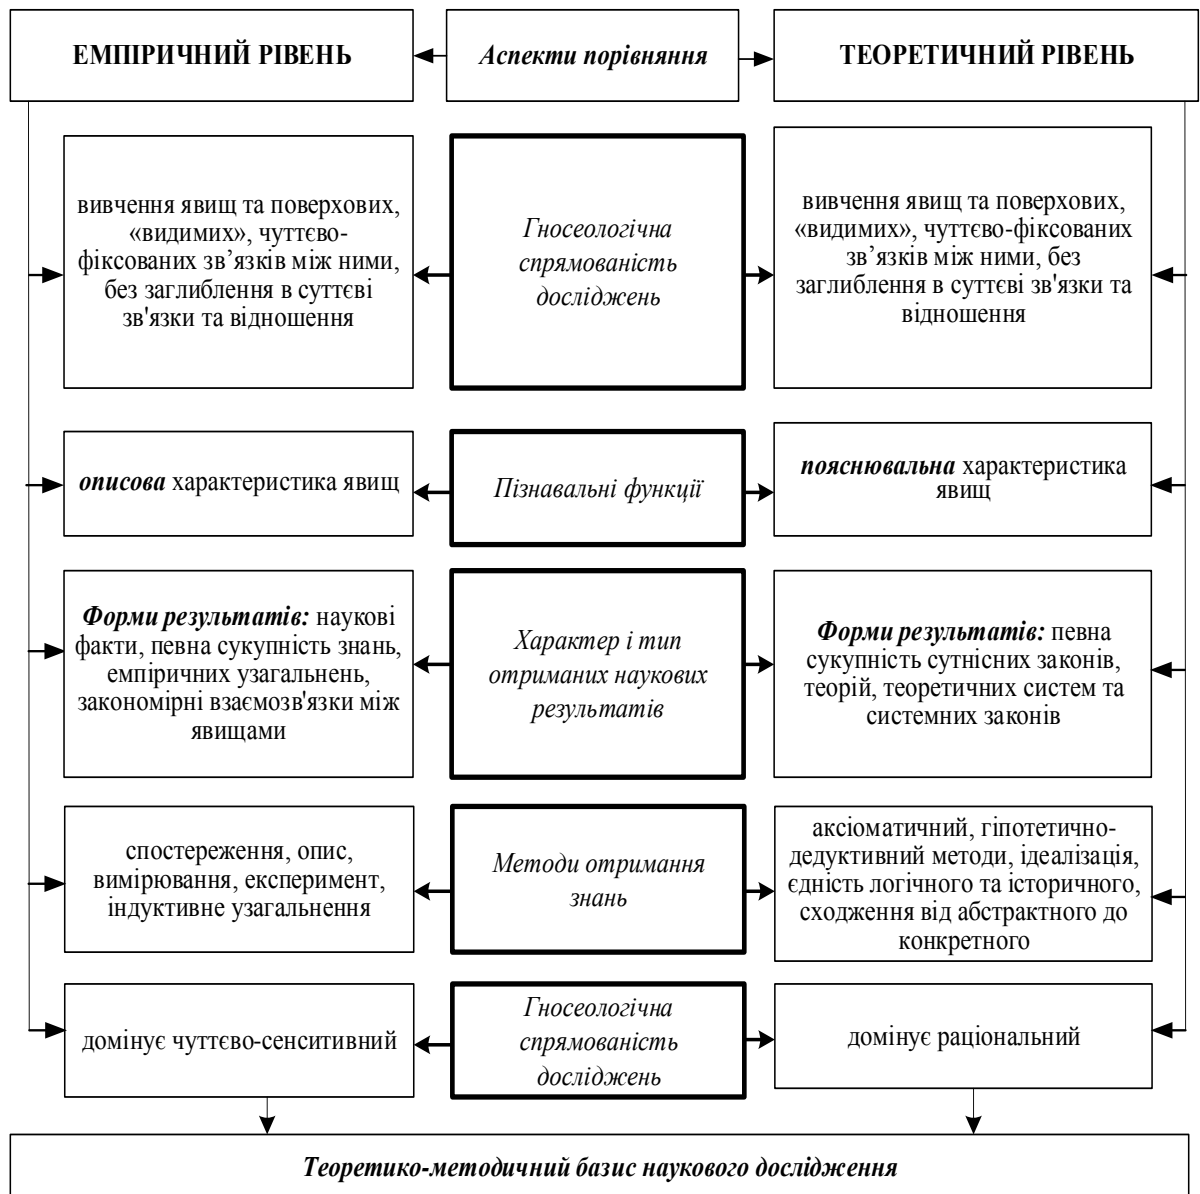 ЕМПІРИЧНИЙ РІВЕНЬ
Аспекти порівняння
ТЕОРЕТИЧНИЙ РІВЕНЬ
вивчення явищ та поверхових,
«видимих», чуттєво-
фіксованих зв’язків між ними,
без заглиблення в суттєві
зв'язки та відношення
Гносеологічна
спрямованість
досліджень
вивчення явищ та поверхових,
«видимих», чуттєво-фіксованих
зв’язків між ними, без
заглиблення в суттєві зв'язки та
відношення
описова характеристика явищ
Пізнавальні функції
пояснювальна характеристика
явищ
Форми результатів: наукові
факти, певна сукупність знань,
емпіричних узагальнень,
закономірні взаємозв'язки між
явищами
Характер і тип
отриманих наукових
результатів
Форми результатів: певна
сукупність сутнісних законів,
теорій, теоретичних систем та
системних законів
спостереження, опис,
вимірювання, експеримент,
індуктивне узагальнення
Методи отримання
знань
аксіоматичний, гіпотетично-
дедуктивний методи, ідеалізація,
єдність логічного та історичного,
сходження від абстрактного до
конкретного
домінує чуттєво-сенситивний
Гносеологічна
спрямованість
досліджень
домінує раціональний
Теоретико-методичний базис наукового дослідження